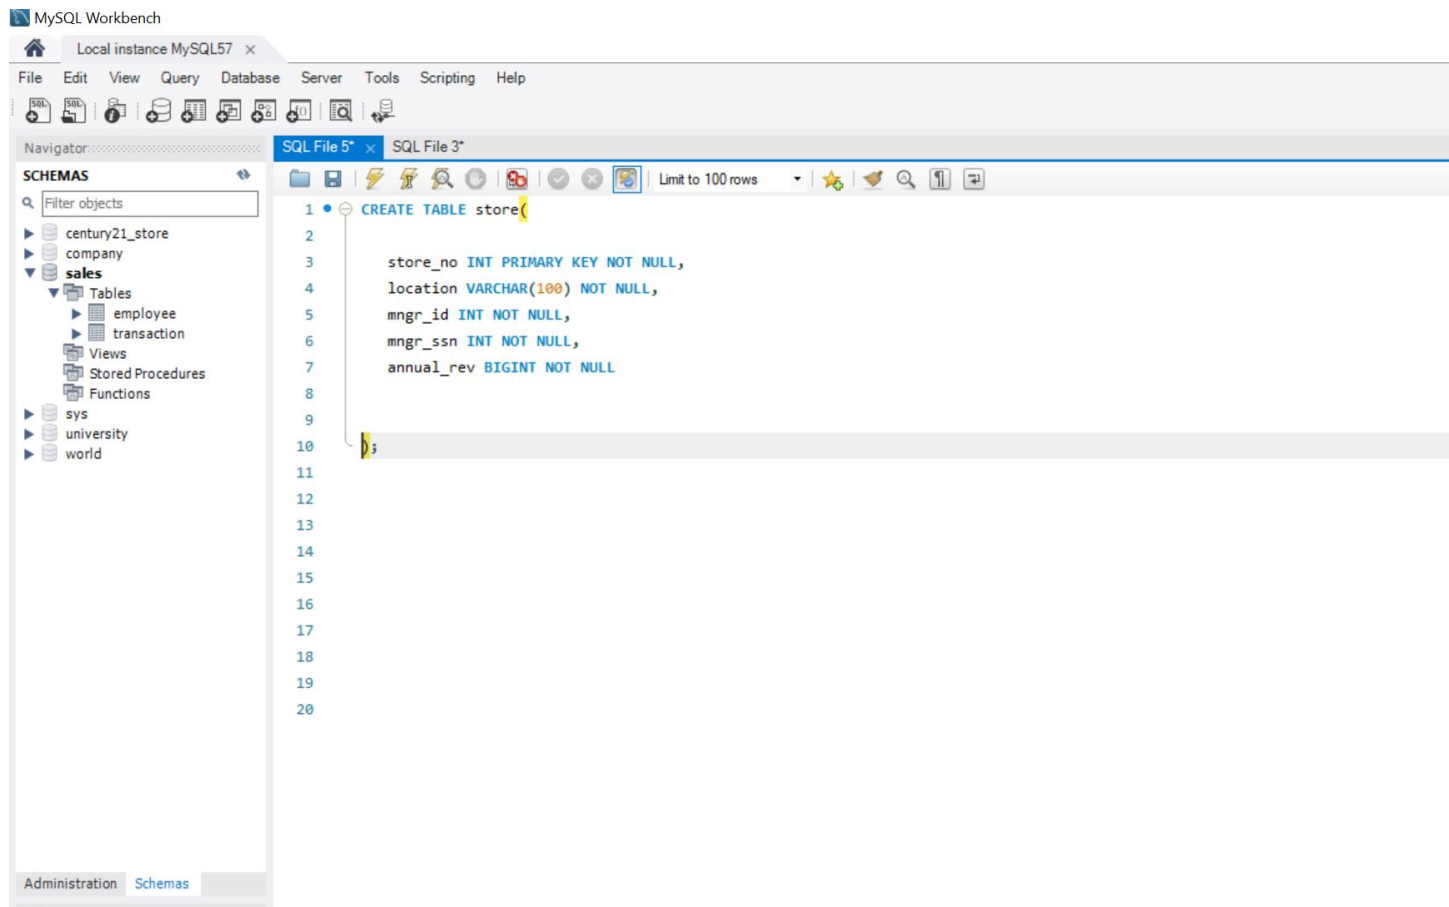 MySQL Workbench
Local instance MySQL57
File Edit View Query Database Server Tools Scripting Help
Navigator
SCHEMAS
Filter objects
century21_store
company
sales
Tables
employee
transaction
Views
Stored Procedures
Functions
sys
university
world
Administration Schemas
SQL File 5* SQL File 3*
Limit to 100 rows
1 CREATE TABLE store(
2
3 store_no INT PRIMARY KEY NOT NULL,
4 location VARCHAR(100) NOT NULL,
5 mngr_id INT NOT NULL,
6 mngr_ssn INT NOT NULL,
7 annual_rev BIGINT NOT NULL
8
9
10 );
11
12
13
14
15
16
17
18
19
20